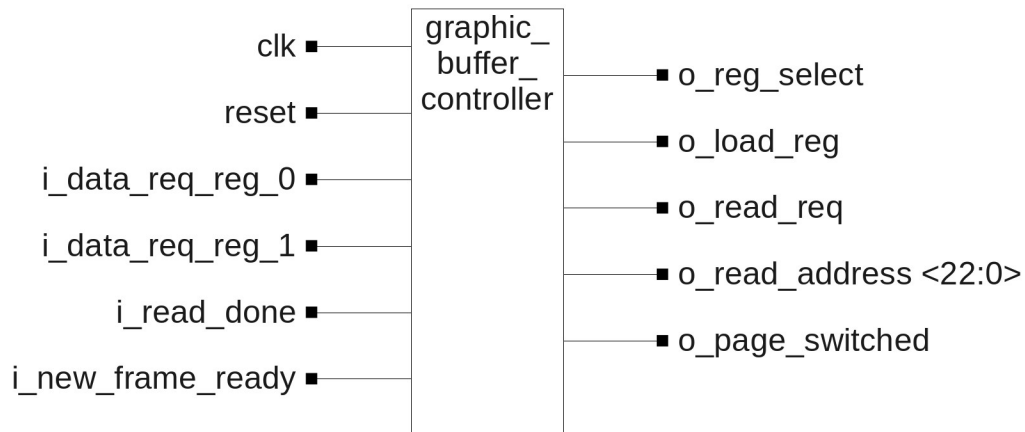 graphic_
buffer_
controller
clk
reset
i_data_req_reg_0
i_data_req_reg_1
i_read_done
i_new_frame_ready
o_reg_select
o_load_reg
o_read_req
o_read_address <22:0>
o_page_switched